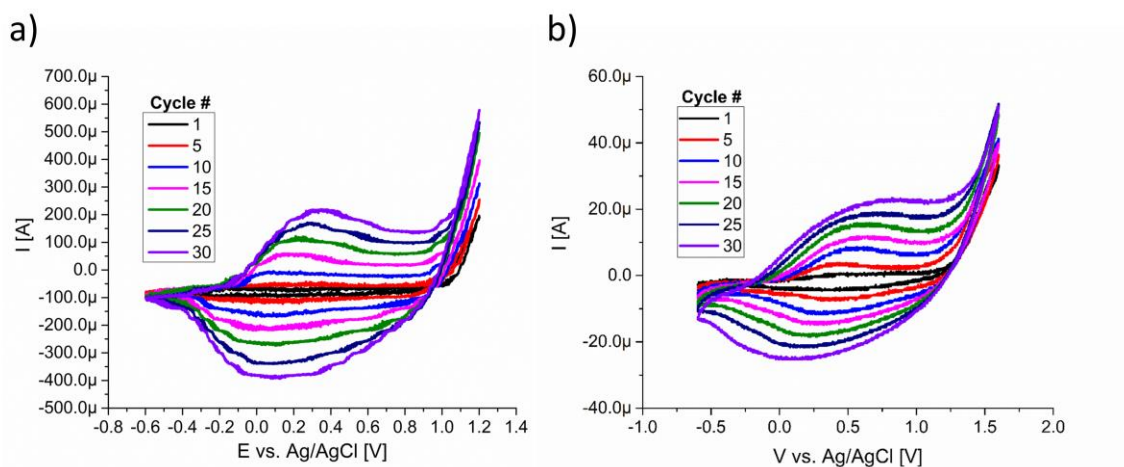 a)
700.0µ
600.0µ
500.0µ
400.0µ
300.0µ
200.0µ
100.0µ
0.0
-100.0µ
-200.0µ
-300.0µ
-400.0µ
-500.0µ
I [A]
Cycle #
1
5
10
15
20
25
30
-0.8 -0.6 -0.4 -0.2 0.0 0.2 0.4 0.6 0.8 1.0 1.2 1.4
E vs. Ag/AgCl [V]
b)
60.0µ
40.0µ
20.0µ
0.0
-20.0µ
-40.0µ
I [A]
Cycle #
1
5
10
15
20
25
30
-1.0 -0.5 0.0 0.5 1.0 1.5 2.0
V vs. Ag/AgCl [V]